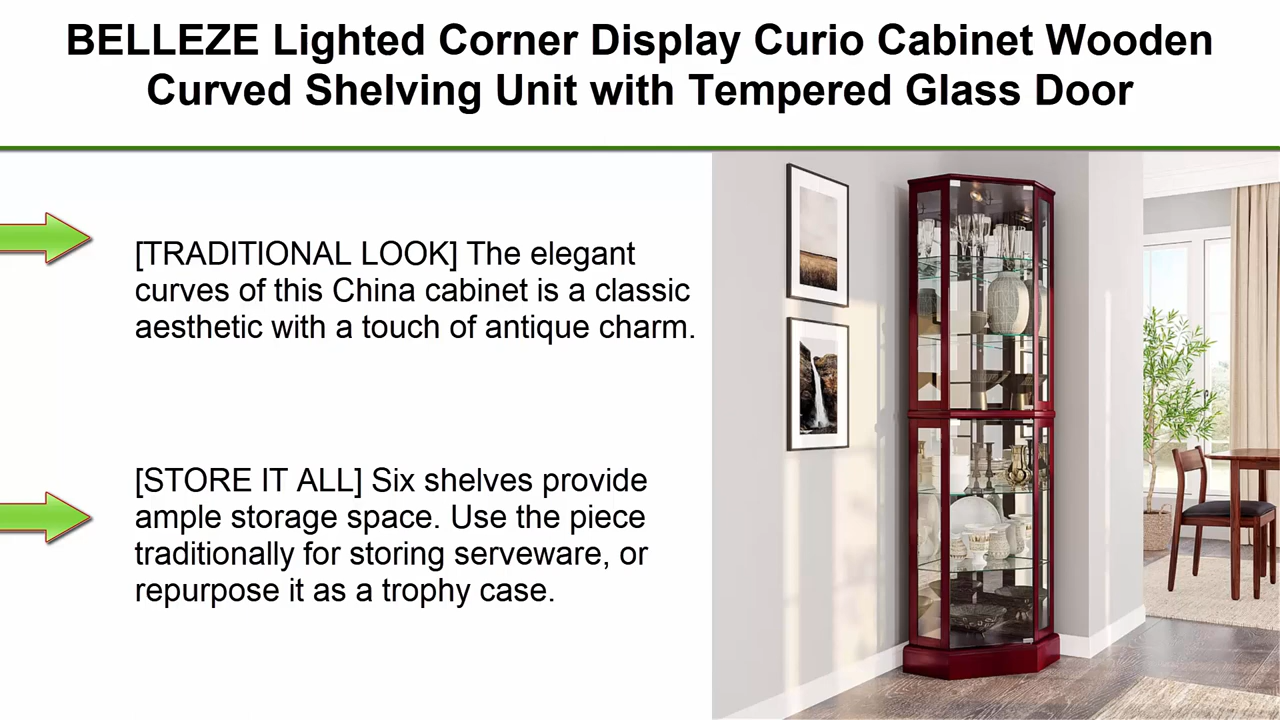 BELLEZE Lighted Corner Display Curio Cabinet Wooden
Curved Shelving Unit with Tempered Glass Door
[TRADITIONAL LOOK] The elegant
curves of this China cabinet is a classic
aesthetic with a touch of antique charm.
[STORE IT ALL] Six shelves provide
ample storage space. Use the piece
traditionally for storing serveware, or
repurpose it as a trophy case.